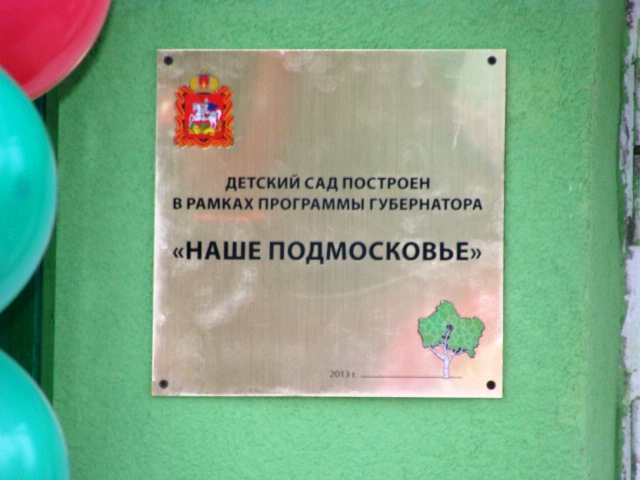 ДЕТСКИЙ САД ПОСТРОЕН
В РАМКАХ ПРОГРАММЫ ГУБЕРНАТОРА
«НАШЕ ПОДМОСКОВЬЕ»
2013 г.